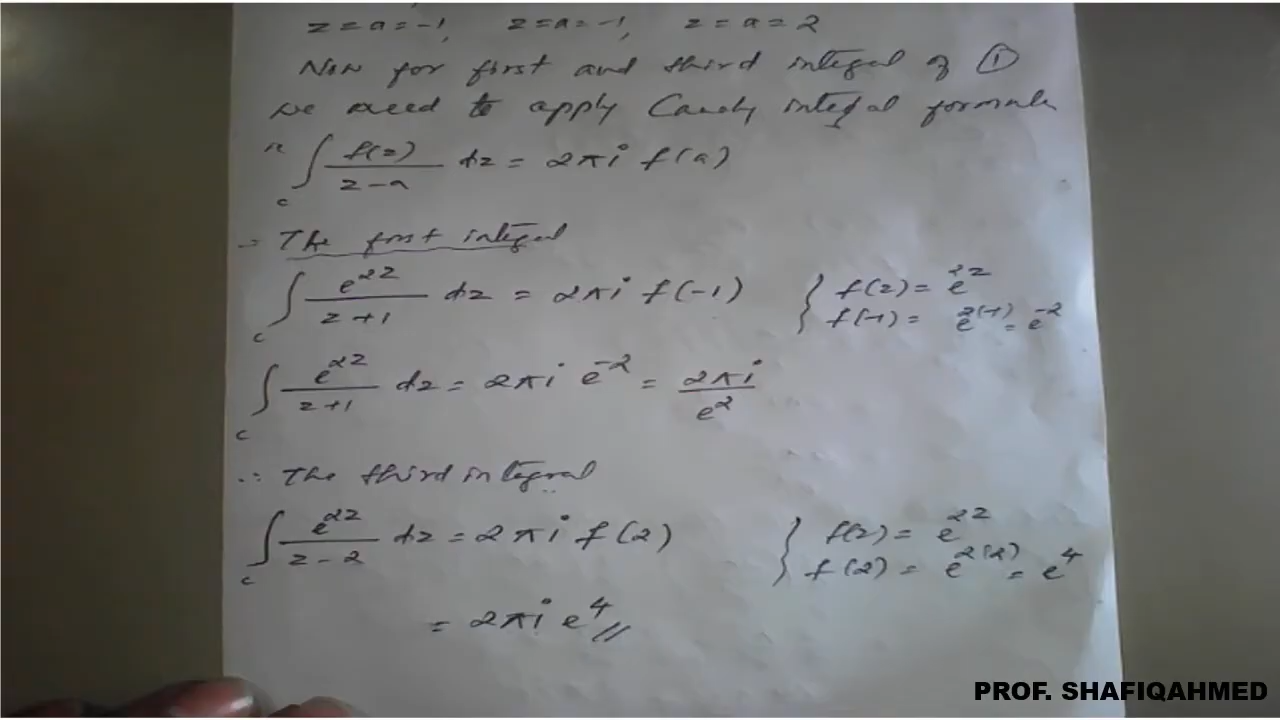 z = a = -1, z = a = -1, z = a = 2
Now for first and third integral of ①
we need to apply Cauchy integral formula
∫_C f(z)/(z-a) dz = 2πi f(a)
The first integral
∫_C e^{2z}/(z+1) dz = 2πi f(-1) } f(z) = e^{2z}
f(-1) = e^{2(-1)} = e^{-2}
∫_C e^{2z}/(z+1) dz = 2πi e^{-2} = 2πi/e^2
∴ The third integral
∫_C e^{2z}/(z-2) dz = 2πi f(2) } f(z) = e^{2z}
f(2) = e^{2(2)} = e^4
= 2πi e^4 //
PROF. SHAFIQAHMED